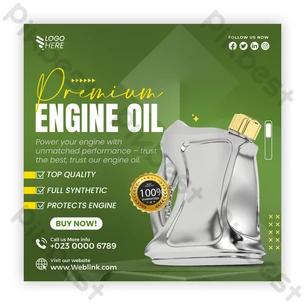 LOGO
HERE
Follow Now
Premium
ENGINE OIL
Power your engine with
unmatched performance – trust
the best, trust our engine oil.
TOP QUALITY
FULL SYNTHETIC
PROTECTS ENGINE
100%
BUY NOW!
Call us More info
+023 0000 6789
Visit our website
www.Weblink.com